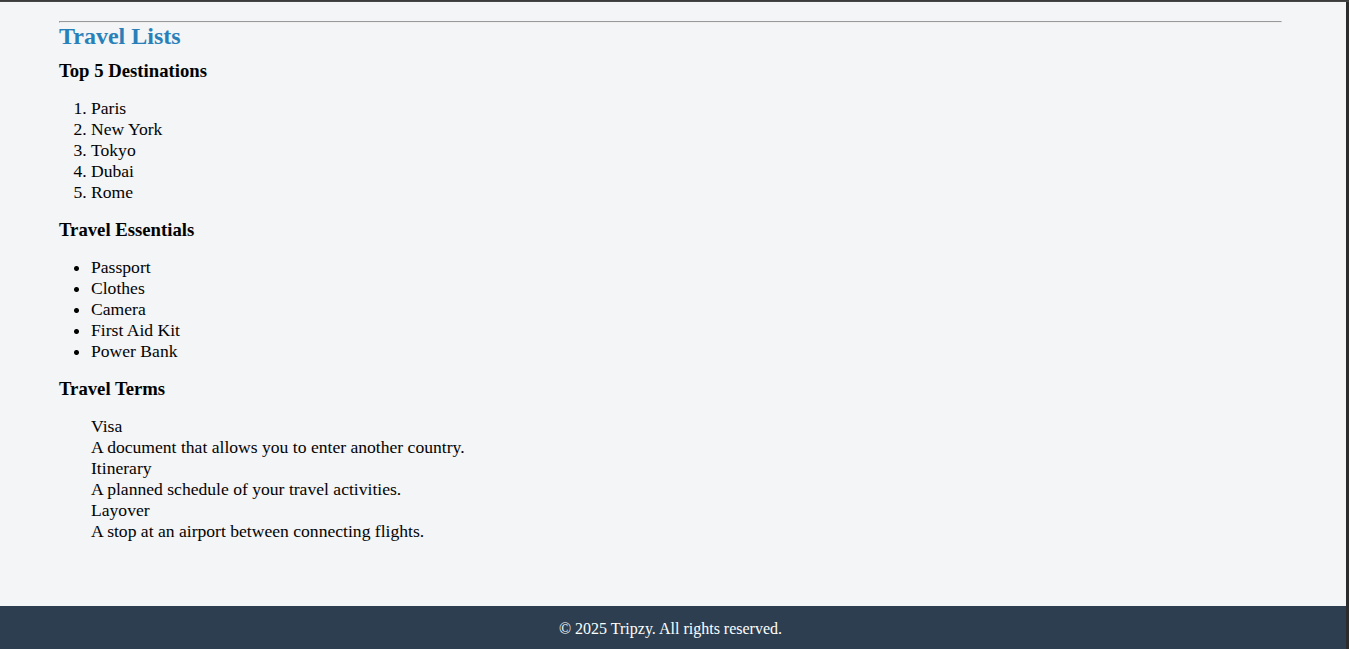 Travel Lists
Top 5 Destinations
1. Paris
2. New York
3. Tokyo
4. Dubai
5. Rome
Travel Essentials
• Passport
• Clothes
• Camera
• First Aid Kit
• Power Bank
Travel Terms
Visa
A document that allows you to enter another country.
Itinerary
A planned schedule of your travel activities.
Layover
A stop at an airport between connecting flights.
© 2025 Tripzy. All rights reserved.